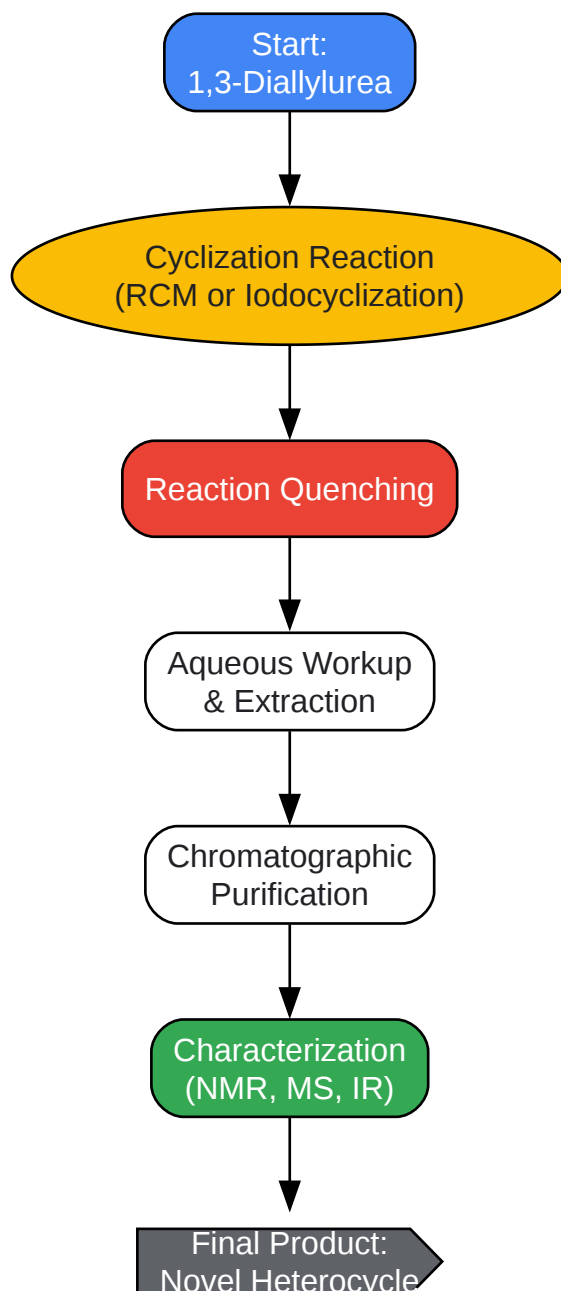 Start:
1,3-Diallylurea
Cyclization Reaction
(RCM or Iodocyclization)
Reaction Quenching
Aqueous Workup
& Extraction
Chromatographic
Purification
Characterization
(NMR, MS, IR)
Final Product:
Novel Heterocycle